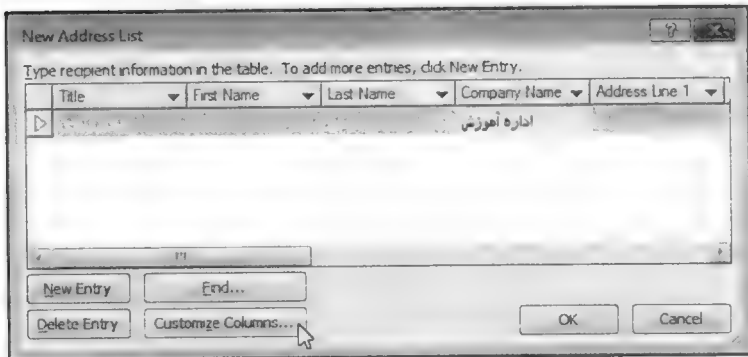 New Address List
Type recipient information in the table. To add more entries, click New Entry.
Title First Name Last Name Company Name Address Line 1
اداره آموزش
New Entry Find...
Delete Entry Customize Columns... OK Cancel